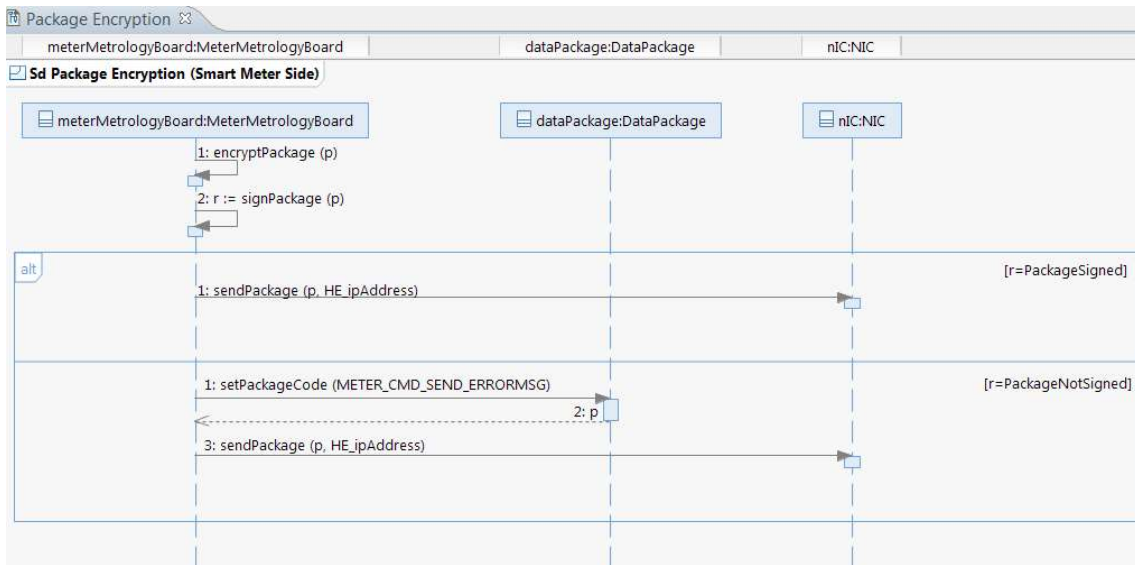 Package Encryption
meterMetrologyBoard:MeterMetrologyBoard dataPackage:DataPackage nIC:NIC
Sd Package Encryption (Smart Meter Side)
meterMetrologyBoard:MeterMetrologyBoard dataPackage:DataPackage nIC:NIC
1: encryptPackage (p)
2: r := signPackage (p)
alt [r=PackageSigned]
1: sendPackage (p, HE_ipAddress)
1: setPackageCode (METER_CMD_SEND_ERRORMSG) [r=PackageNotSigned]
2: p
3: sendPackage (p, HE_ipAddress)